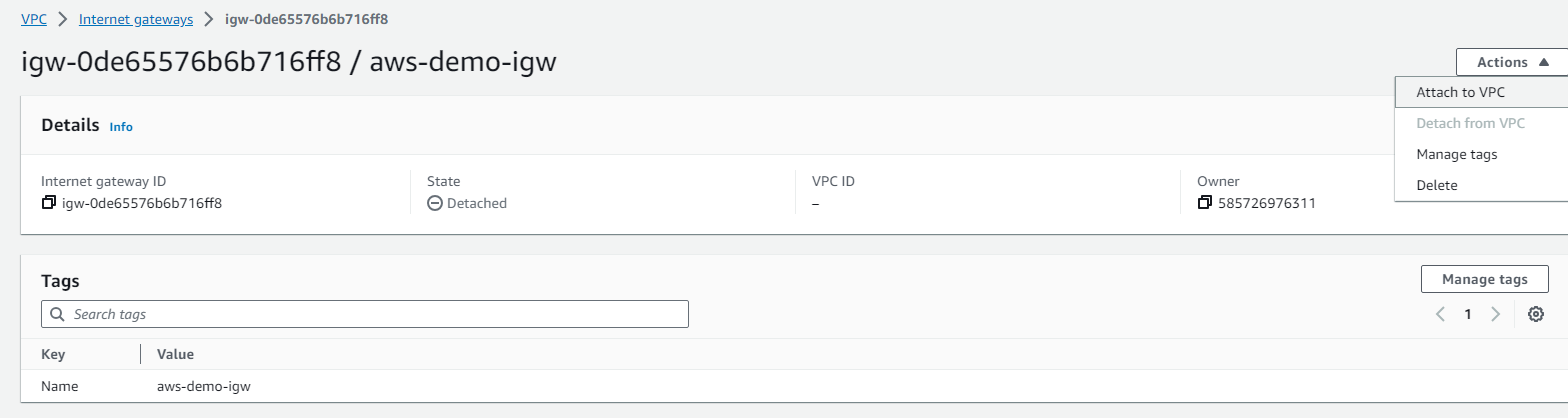 VPC > Internet gateways > igw-0de65576b6b716ff8
igw-0de65576b6b716ff8 / aws-demo-igw
Actions
Attach to VPC
Detach from VPC
Manage tags
Delete
Details Info
Internet gateway ID
igw-0de65576b6b716ff8
State
Detached
VPC ID
–
Owner
585726976311
Tags
Manage tags
Search tags
1
Key Value
Name aws-demo-igw